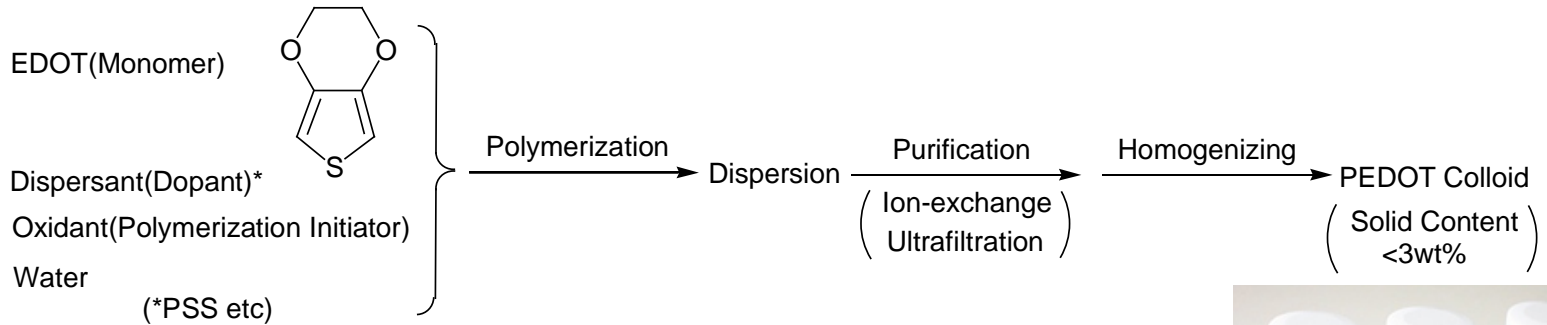 O O
EDOT(Monomer)
S
Dispersant(Dopant)*
Oxidant(Polymerization Initiator)
Water
(*PSS etc)
Polymerization
Dispersion
Purification
(Ion-exchange
Ultrafiltration)
Homogenizing
PEDOT Colloid
(Solid Content
<3wt%)